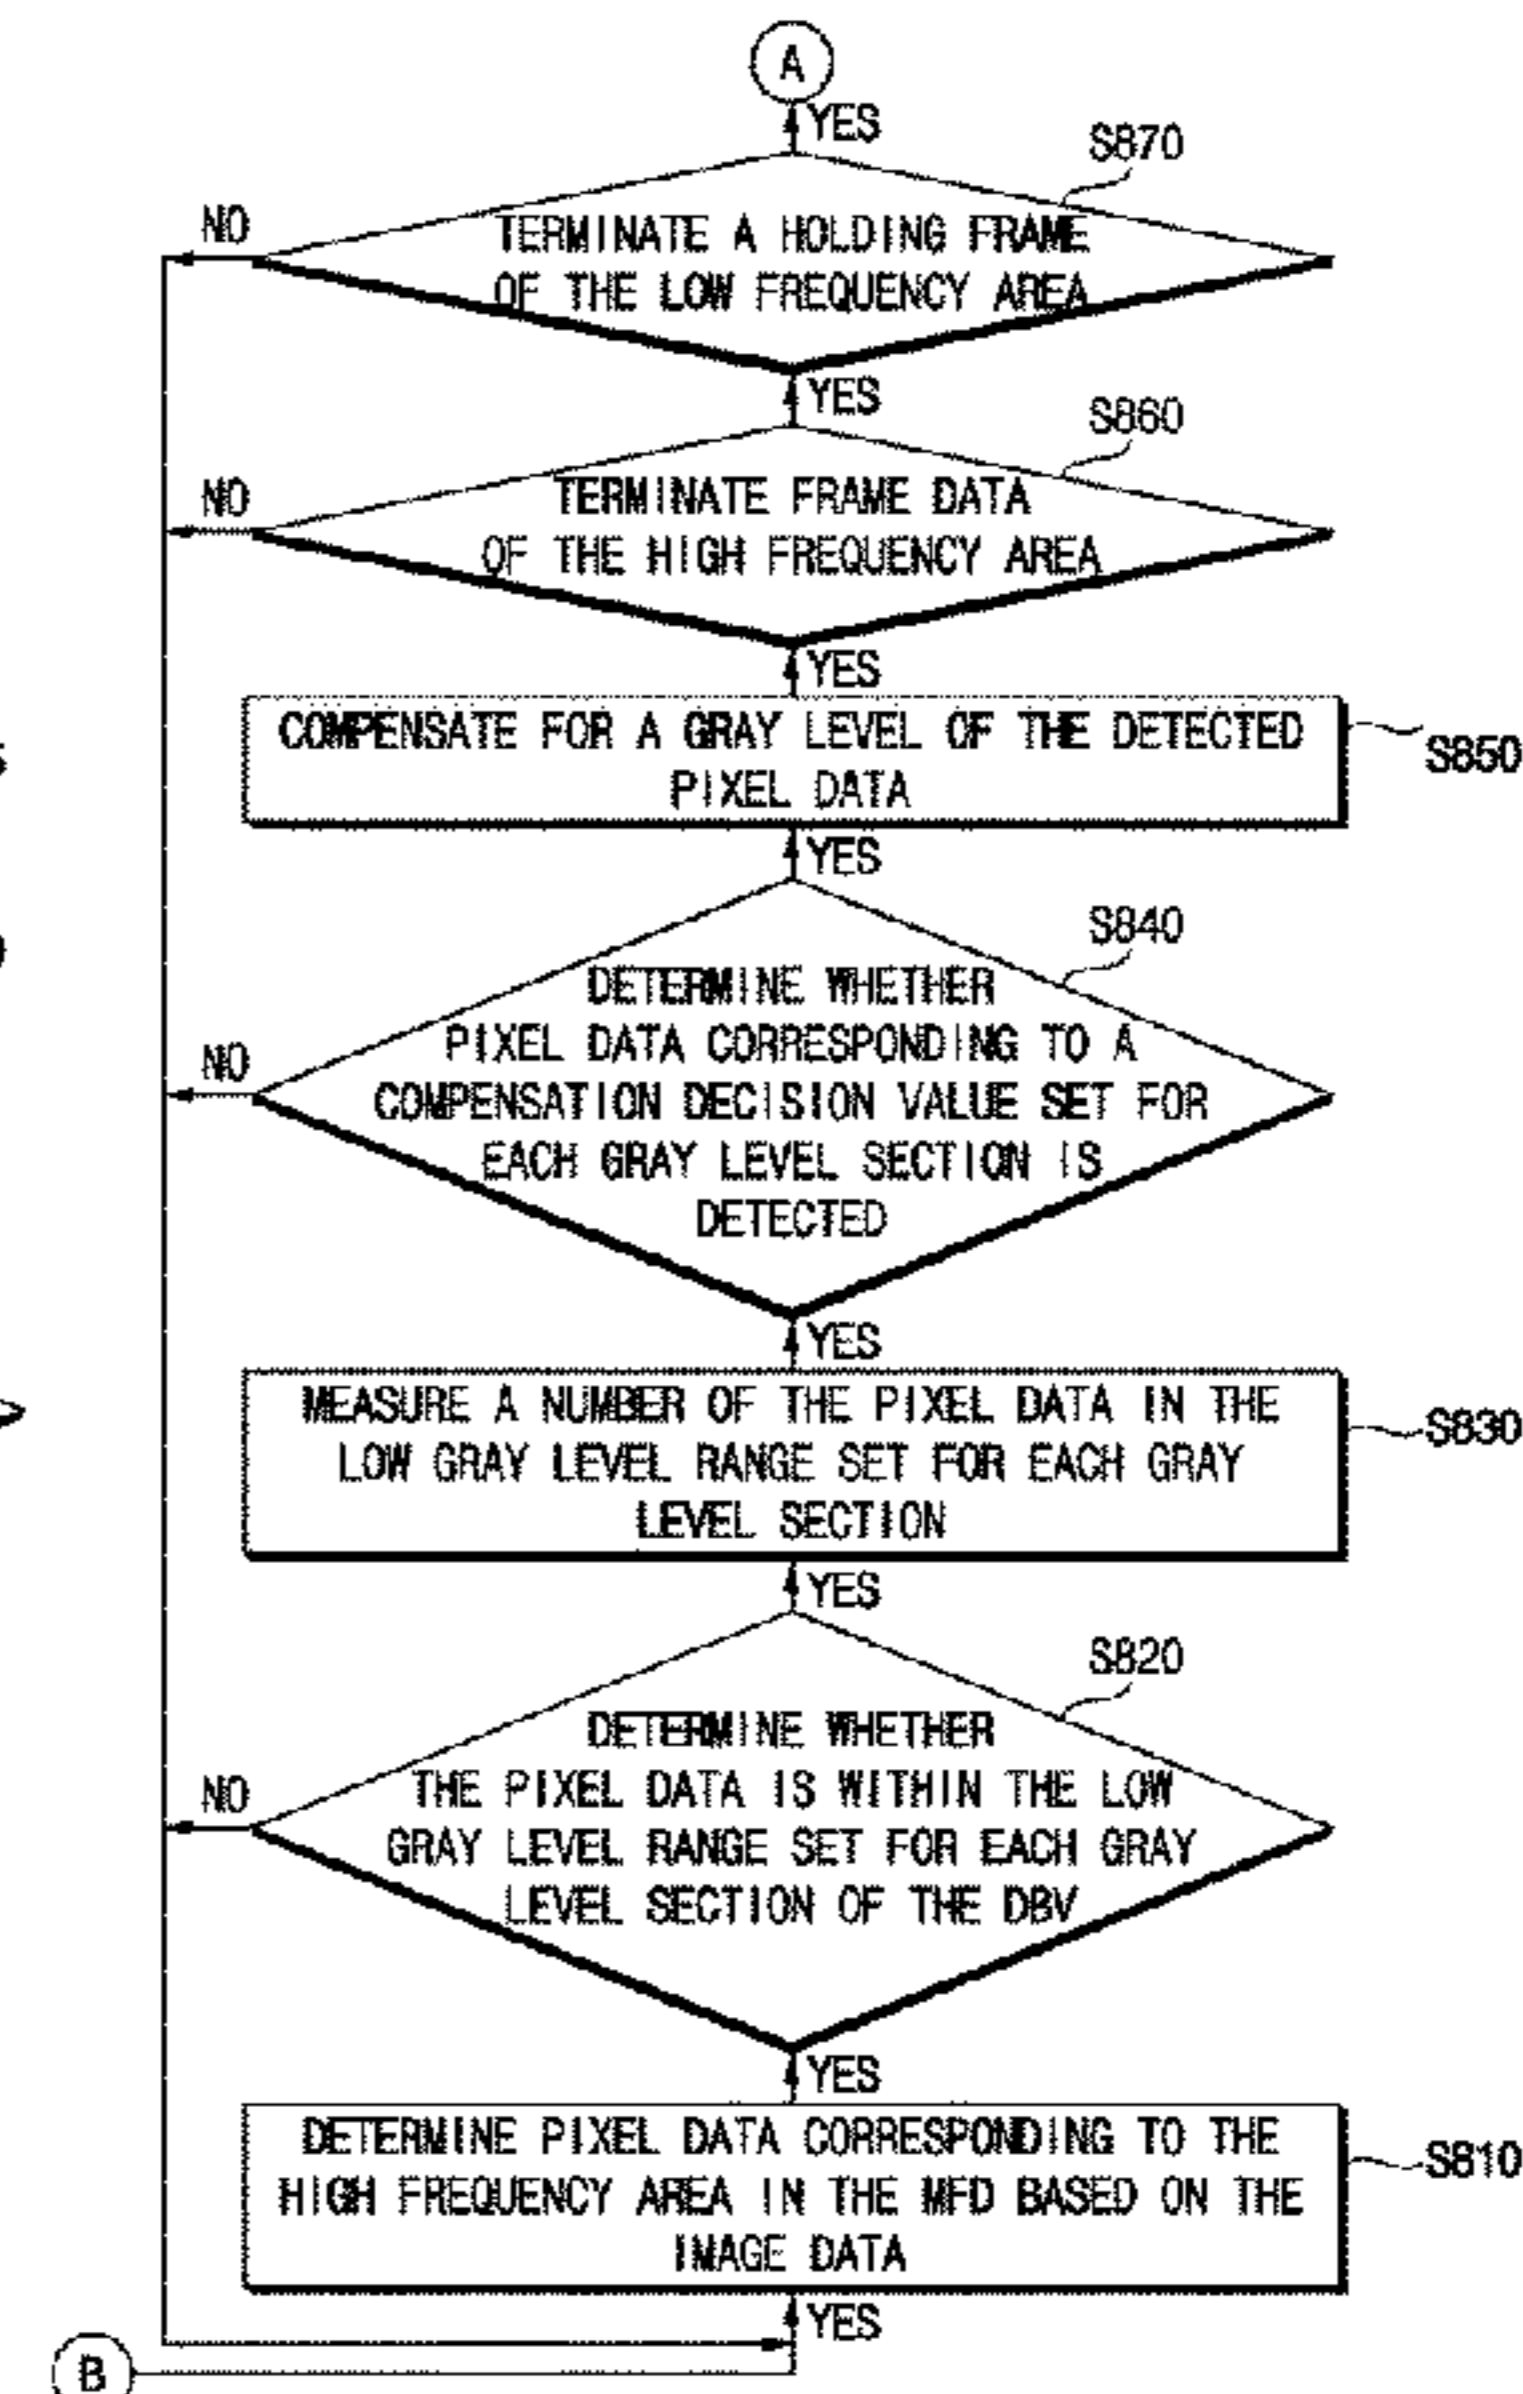 A
YES
S870
NO
TERMINATE A HOLDING FRAME
OF THE LOW FREQUENCY AREA
YES
S860
NO
TERMINATE FRAME DATA
OF THE HIGH FREQUENCY AREA
YES
COMPENSATE FOR A GRAY LEVEL OF THE DETECTED
PIXEL DATA
S850
YES
S840
NO
DETERMINE WHETHER
PIXEL DATA CORRESPONDING TO A
COMPENSATION DECISION VALUE SET FOR
EACH GRAY LEVEL SECTION IS
DETECTED
YES
MEASURE A NUMBER OF THE PIXEL DATA IN THE
LOW GRAY LEVEL RANGE SET FOR EACH GRAY
LEVEL SECTION
S830
YES
S820
NO
DETERMINE WHETHER
THE PIXEL DATA IS WITHIN THE LOW
GRAY LEVEL RANGE SET FOR EACH GRAY
LEVEL SECTION OF THE DBV
YES
DETERMINE PIXEL DATA CORRESPONDING TO THE
HIGH FREQUENCY AREA IN THE MFD BASED ON THE
IMAGE DATA
S810
YES
B